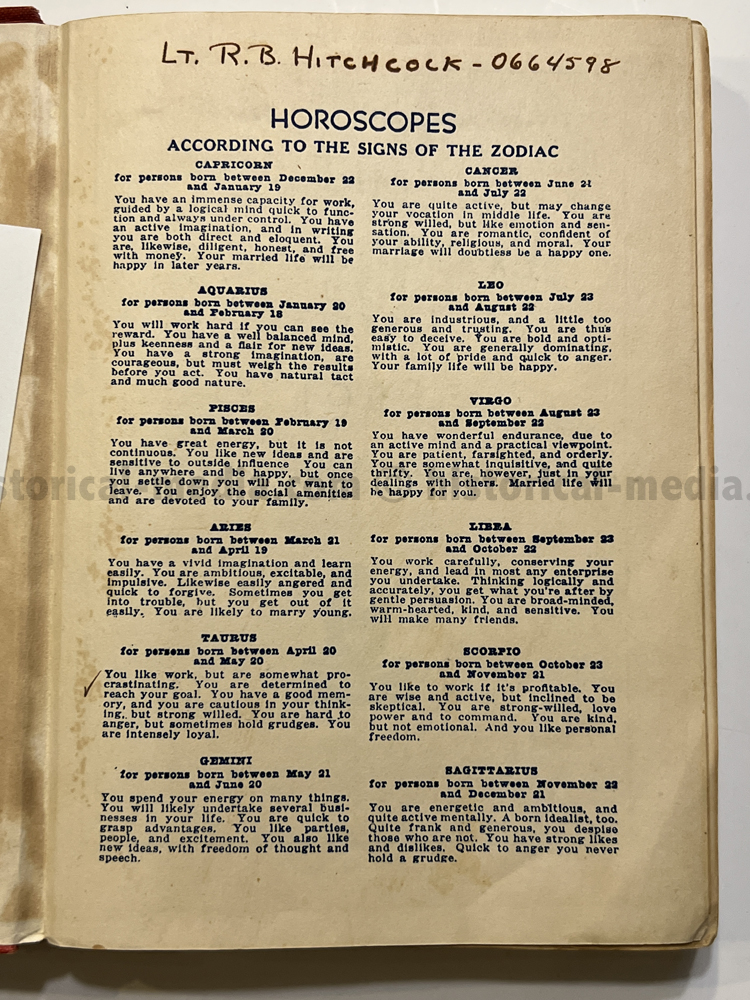 LT. R.B. HITCHCOCK - 0664598
HOROSCOPES
ACCORDING TO THE SIGNS OF THE ZODIAC
CAPRICORN
for persons born between December 22
and January 19
You have an immense capacity for work,
guided by a logical mind quick to func-
tion and always under control. You have
an active imagination, and in writing
you are both direct and eloquent. You
are, likewise, diligent, honest, and free
with money. Your married life will be
happy in later years.
AQUARIUS
for persons born between January 20
and February 18
You will work hard if you can see the
reward. You have a well balanced mind,
plus keenness and a flair for new ideas.
You have a strong imagination, are
courageous, but must weigh the results
before you act. You have natural tact
and much good nature.
PISCES
for persons born between February 19
and March 20
You have great energy, but it is not
continuous. You like new ideas and are
sensitive to outside influence You can
live anywhere and be happy, but once
you settle down you will not want to
leave. You enjoy the social amenities
and are devoted to your family.
ARIES
for persons born between March 21
and April 19
You have a vivid imagination and learn
easily. You are ambitious, excitable, and
impulsive. Likewise easily angered and
quick to forgive. Sometimes you get
into trouble, but you get out of it
easily. You are likely to marry young.
TAURUS
for persons born between April 20
and May 20
You like work, but are somewhat pro-
crastinating. You are determined to
reach your goal. You have a good mem-
ory, and you are cautious in your think-
ing, but strong willed. You are hard to
anger, but sometimes hold grudges. You
are intensely loyal.
GEMINI
for persons born between May 21
and June 20
You spend your energy on many things.
You will likely undertake several busi-
nesses in your life. You are quick to
grasp advantages. You like parties,
people, and excitement. You also like
new ideas, with freedom of thought and
speech.
CANCER
for persons born between June 21
and July 22
You are quite active, but may change
your vocation in middle life. You are
strong willed, but like emotion and sen-
sation. You are romantic, confident of
your ability, religious, and moral. Your
marriage will doubtless be a happy one.
LEO
for persons born between July 23
and August 22
You are industrious, and a little too
generous and trusting. You are thus
easy to deceive. You are bold and opti-
mistic. You are generally dominating,
with a lot of pride and quick to anger.
Your family life will be happy.
VIRGO
for persons born between August 23
and September 22
You have wonderful endurance, due to
an active mind and a practical viewpoint.
You are patient, farsighted, and orderly.
You are somewhat inquisitive, and quite
thrifty. You are, however, just in your
dealings with others. Married life will
be happy for you.
LIBRA
for persons born between September 23
and October 22
You work carefully, conserving your
energy, and lead in most any enterprise
you undertake. Thinking logically and
accurately, you get what you're after by
gentle persuasion. You are broad-minded,
warm-hearted, kind, and sensitive. You
will make many friends.
SCORPIO
for persons born between October 23
and November 21
You like to work if it's profitable. You
are wise and active, but inclined to be
skeptical. You are strong-willed, love
power and to command. You are kind,
but not emotional. And you like personal
freedom.
SAGITTARIUS
for persons born between November 22
and December 21
You are energetic and ambitious, and
quite active mentally. A born idealist, too.
Quite frank and generous, you despise
those who are not. You have strong likes
and dislikes. Quick to anger you never
hold a grudge.